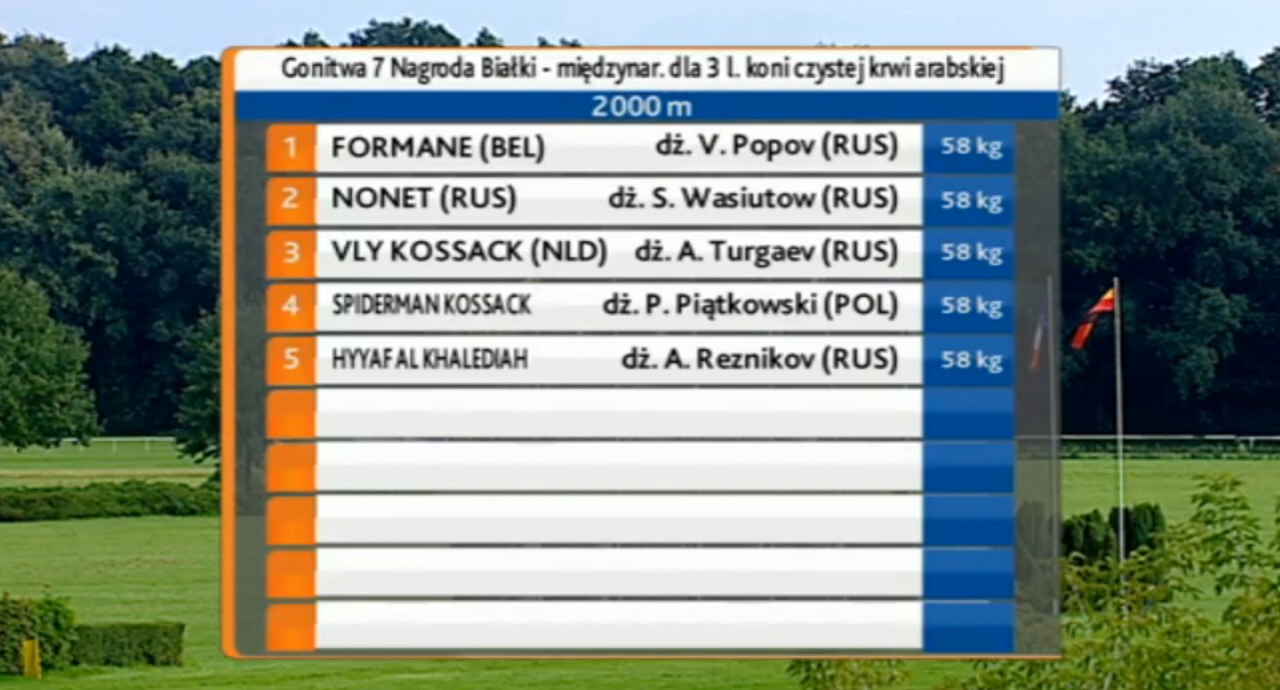 Gonitwa 7 Nagroda Białki - międzynar. dla 3 l. koni czystej krwi arabskiej
2000 m
1 FORMANE (BEL) dż. V. Popov (RUS) 58 kg
2 NONET (RUS) dż. S. Wasiutow (RUS) 58 kg
3 VLY KOSSACK (NLD) dż. A. Turgaev (RUS) 58 kg
4 SPIDERMAN KOSSACK dż. P. Piątkowski (POL) 58 kg
5 HYYAF AL KHALEDIAH dż. A. Reznikov (RUS) 58 kg